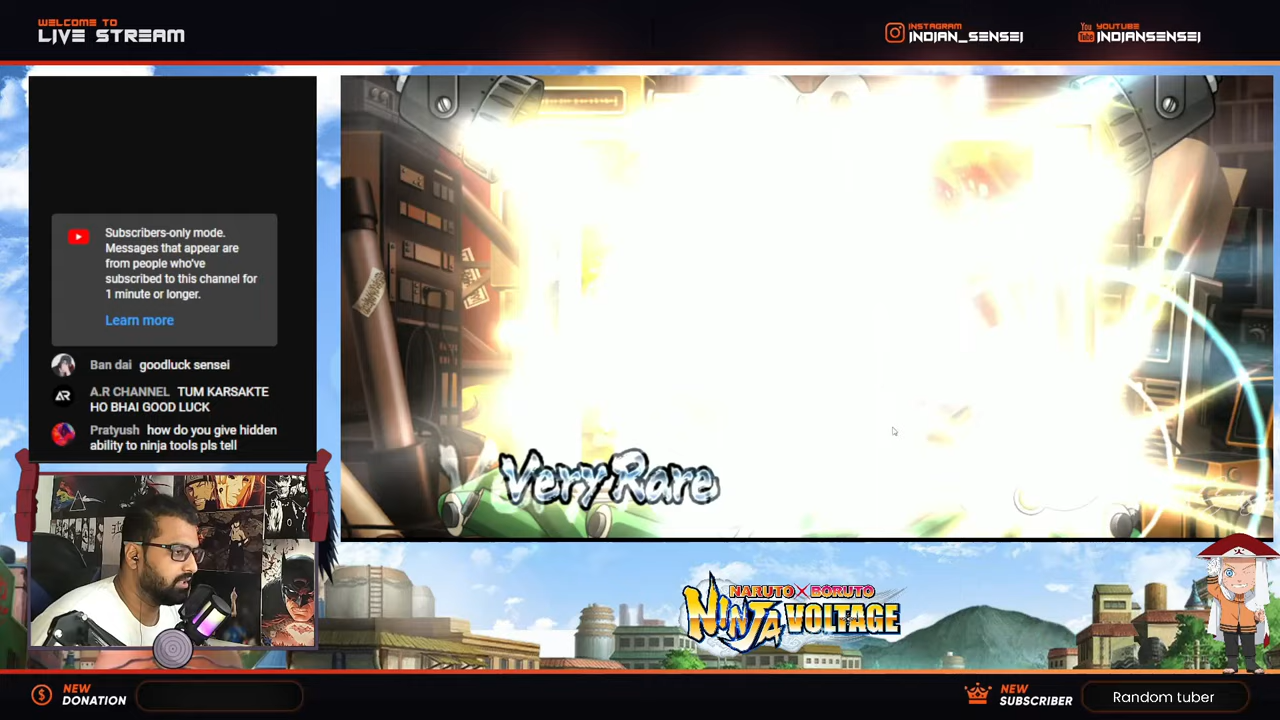 WELCOME TO
LIVE STREAM
INSTAGRAM
INDIAN_SENSEI
You
Tube
YOUTUBE
INDIANSENSEI
Subscribers-only mode.
Messages that appear are
from people who've
subscribed to this channel for
1 minute or longer.
Learn more
Ban dai goodluck sensei
AR
A.R CHANNEL TUM KARSAKTE
HO BHAI GOOD LUCK
Pratyush how do you give hidden
ability to ninja tools pls tell
Very Rare
NARUTO X BORUTO
NINJA VOLTAGE
$
NEW
DONATION
NEW
SUBSCRIBER
Random tuber